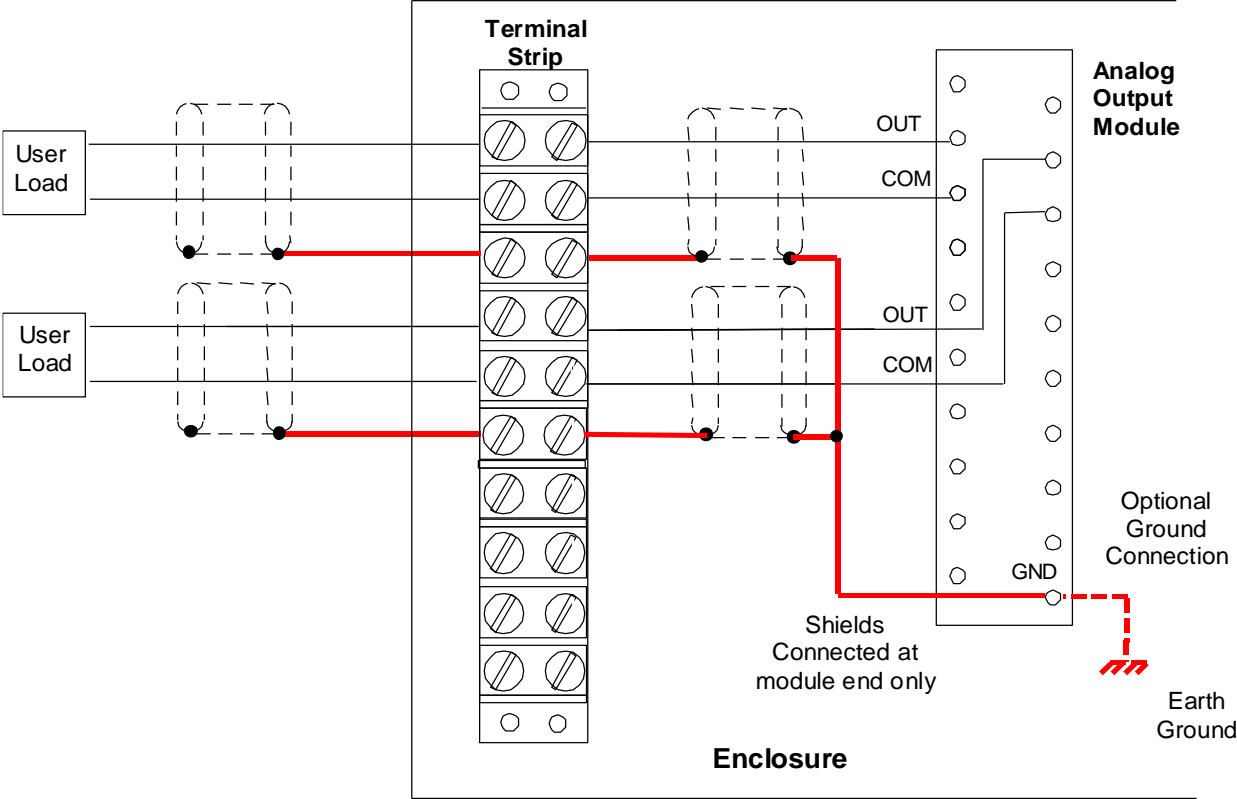 Terminal
Strip
Analog
Output
Module
OUT
COM
User
Load
OUT
COM
User
Load
Optional
Ground
Connection
GND
Shields
Connected at
module end only
Earth
Ground
Enclosure